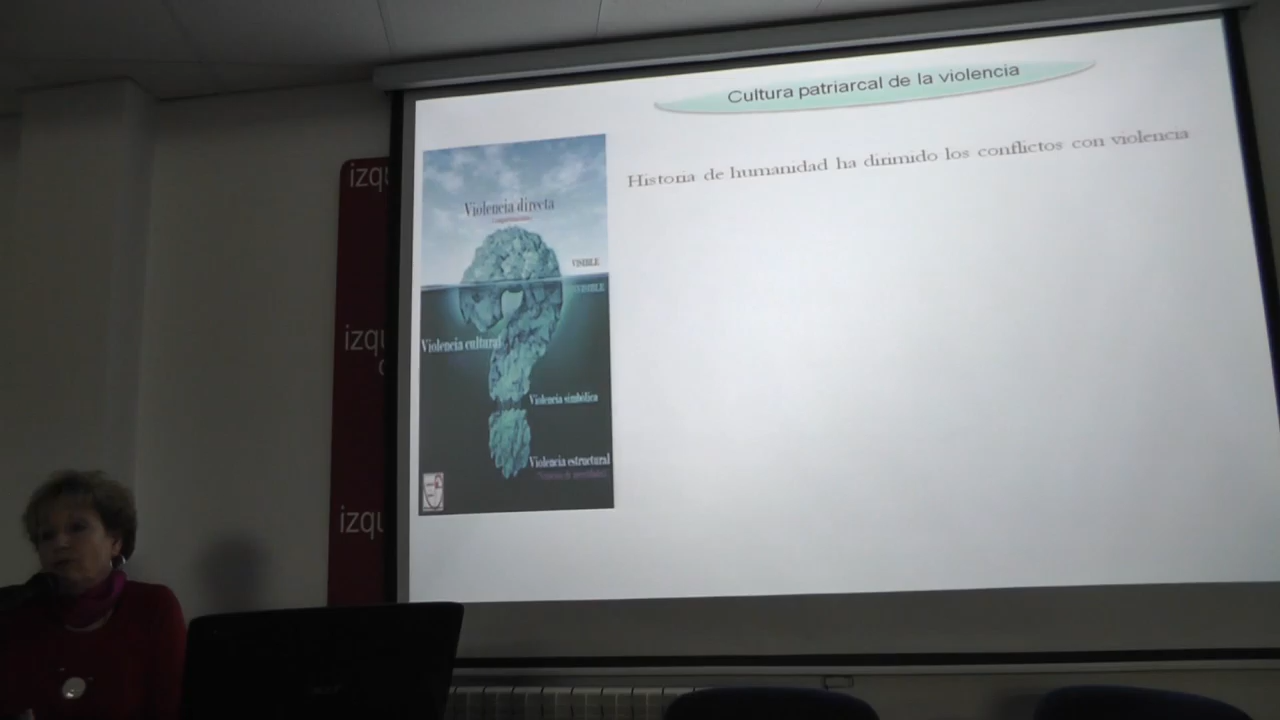 Cultura patriarcal de la violencia
Historia de humanidad ha dirimido los conflictos con violencia
Violencia directa
VISIBLE
INVISIBLE
Violencia cultural
Violencia simbólica
Violencia estructural
izqu
izqu
izqu